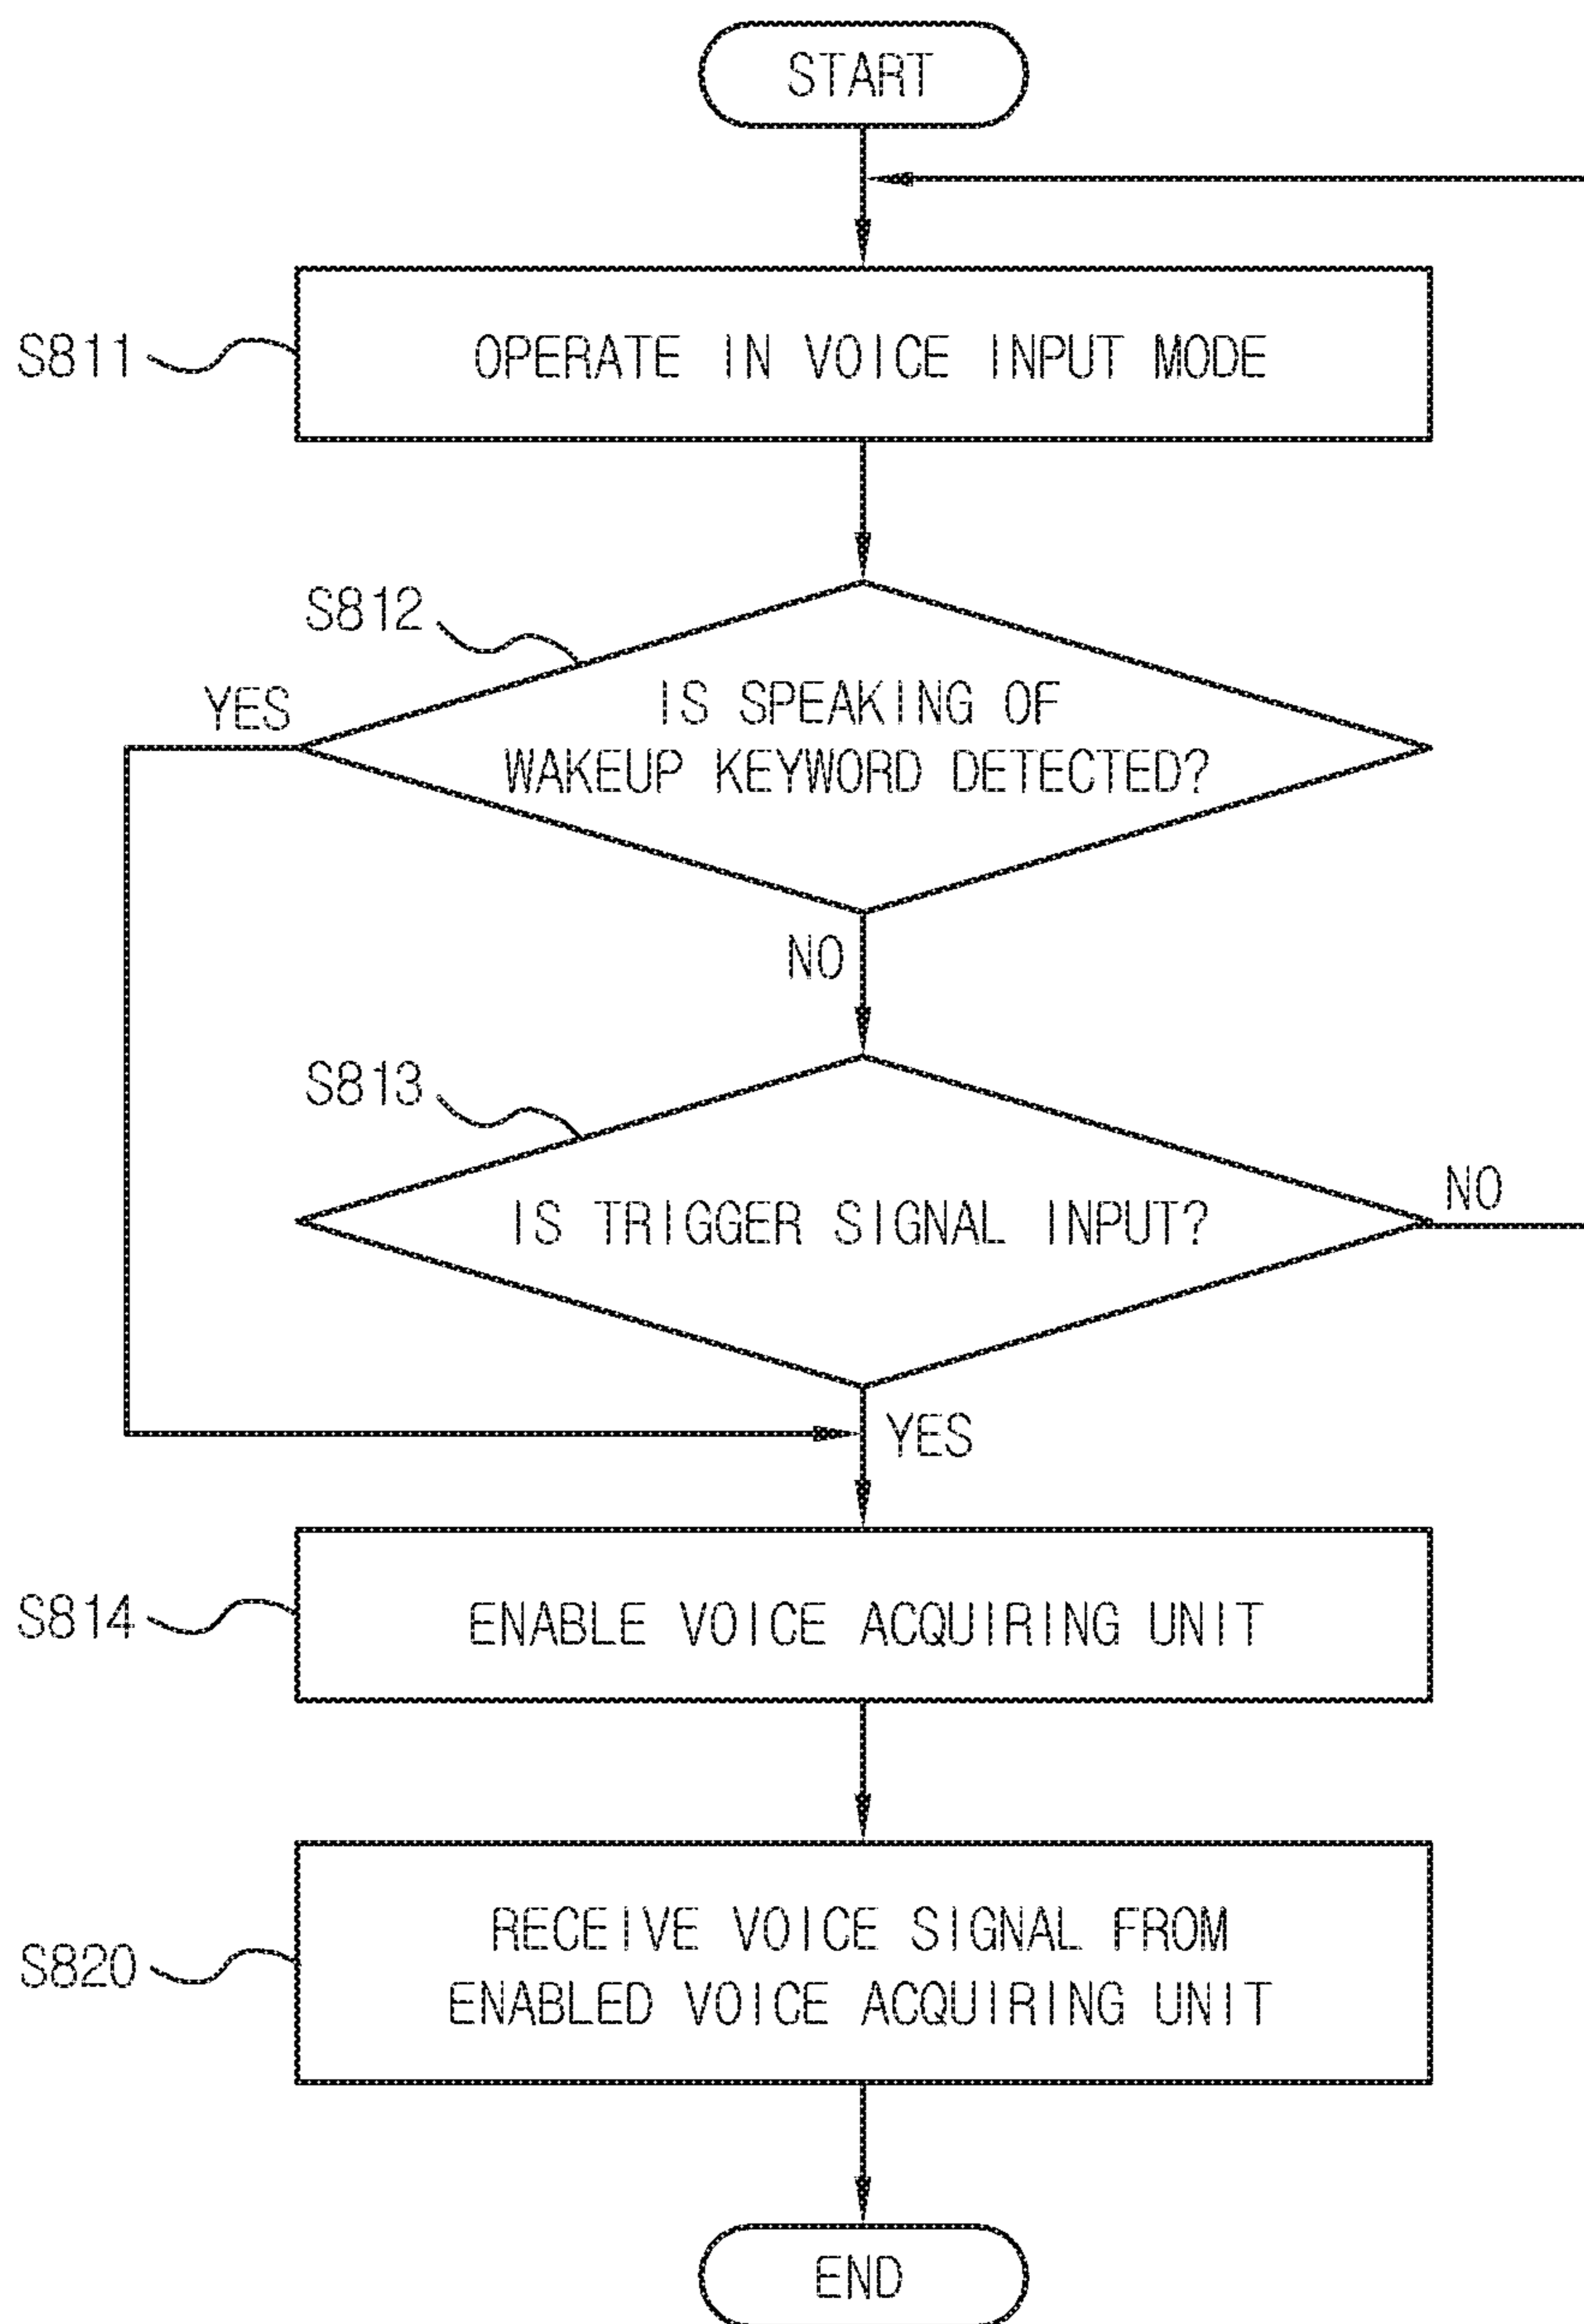 START
S811
OPERATE IN VOICE INPUT MODE
S812
YES
IS SPEAKING OF
WAKEUP KEYWORD DETECTED?
NO
S813
IS TRIGGER SIGNAL INPUT?
NO
YES
S814
ENABLE VOICE ACQUIRING UNIT
S820
RECEIVE VOICE SIGNAL FROM
ENABLED VOICE ACQUIRING UNIT
END